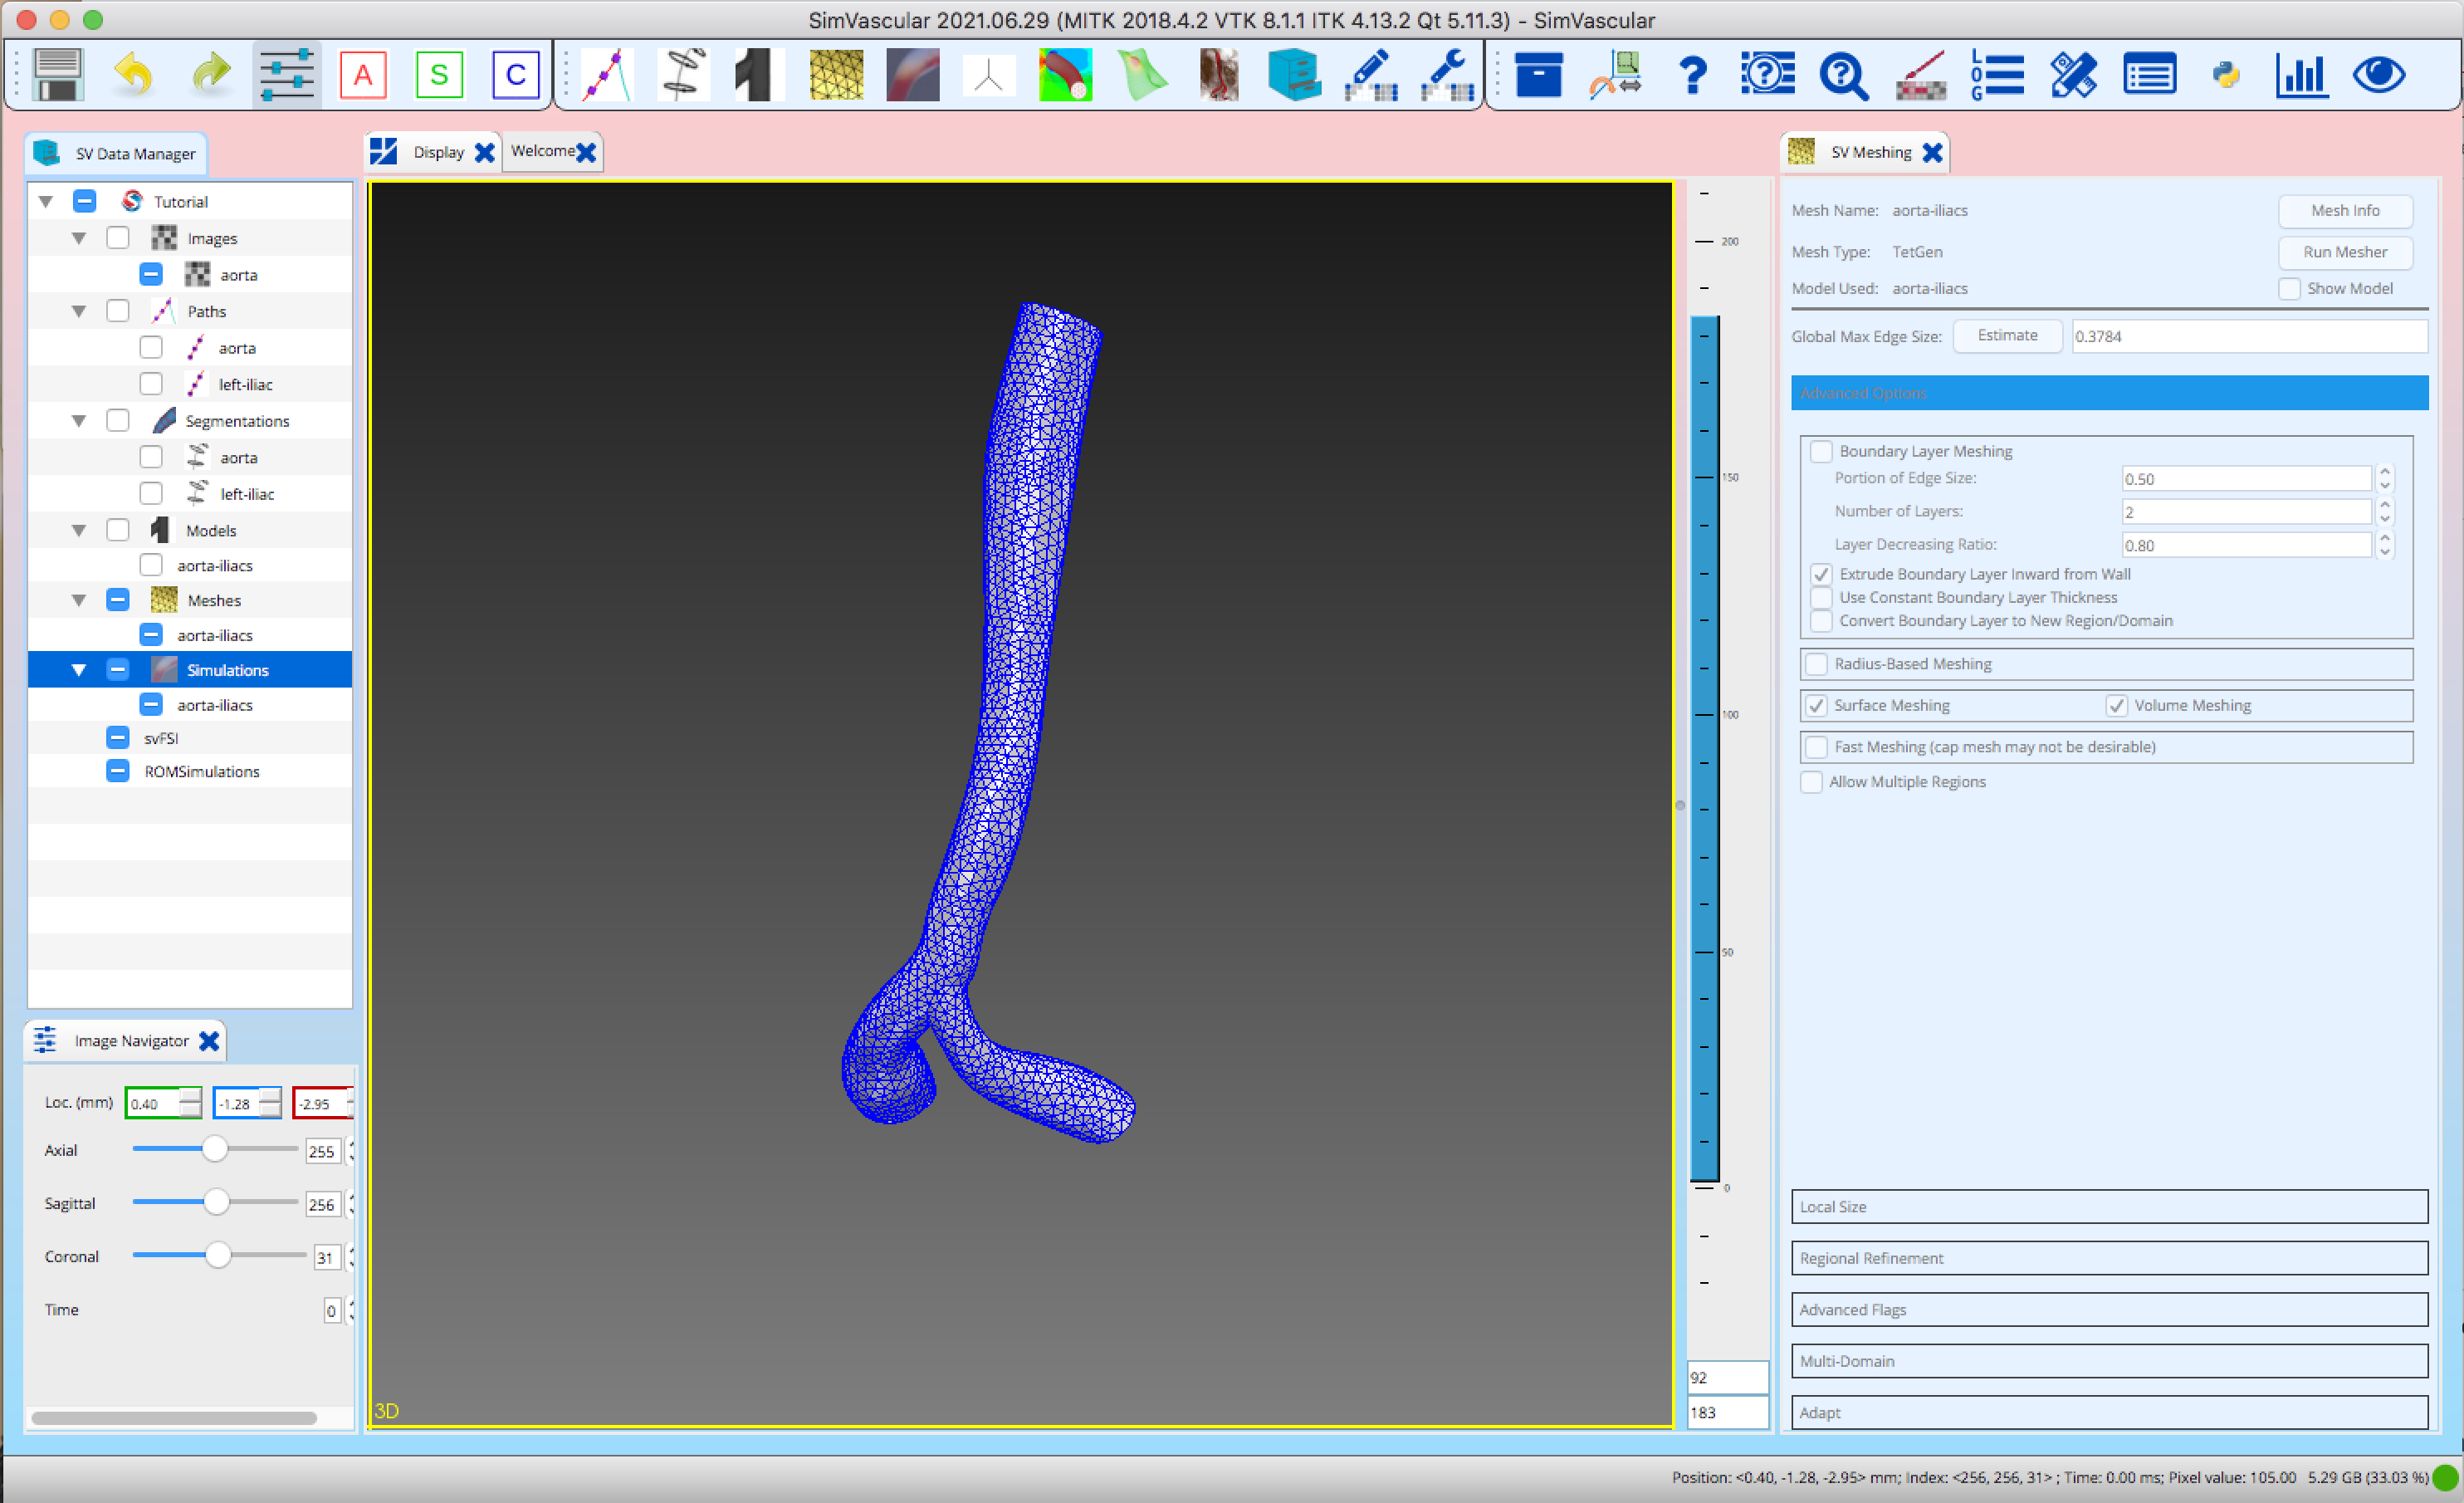 SimVascular 2021.06.29 (MITK 2018.4.2 VTK 8.1.1 ITK 4.13.2 Qt 5.11.3) - SimVascular
A
S
C
?
LOG
SV Data Manager
Tutorial
Images
aorta
Paths
aorta
left-iliac
Segmentations
aorta
left-iliac
Models
aorta-iliacs
Meshes
aorta-iliacs
Simulations
aorta-iliacs
svFSI
ROMSimulations
Image Navigator
Loc. (mm) 0.40 -1.28 -2.95
Axial 255
Sagittal 256
Coronal 31
Time 0
Display
Welcome
3D
200
150
100
50
0
92
183
SV Meshing
Mesh Name: aorta-iliacs Mesh Info
Mesh Type: TetGen Run Mesher
Model Used: aorta-iliacs Show Model
Global Max Edge Size: Estimate 0.3784
Advanced Options
Boundary Layer Meshing
Portion of Edge Size: 0.50
Number of Layers: 2
Layer Decreasing Ratio: 0.80
Extrude Boundary Layer Inward from Wall
Use Constant Boundary Layer Thickness
Convert Boundary Layer to New Region/Domain
Radius-Based Meshing
Surface Meshing Volume Meshing
Fast Meshing (cap mesh may not be desirable)
Allow Multiple Regions
Local Size
Regional Refinement
Advanced Flags
Multi-Domain
Adapt
Position: <0.40, -1.28, -2.95> mm; Index: <256, 256, 31> ; Time: 0.00 ms; Pixel value: 105.00 5.29 GB (33.03 %)